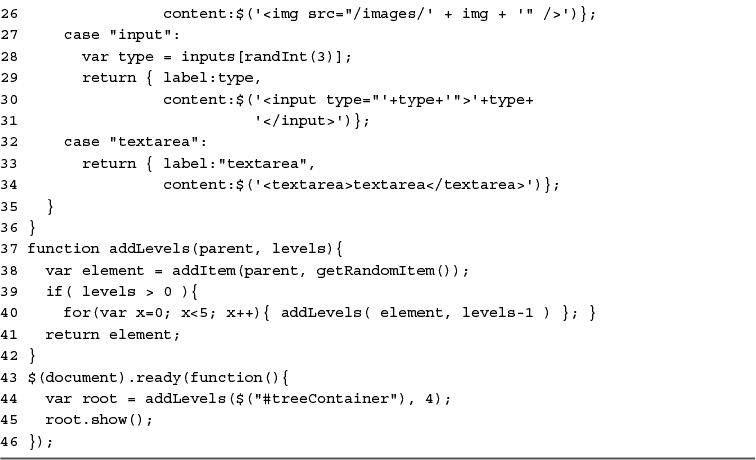 26                content:$('<img src="/images/' + img + '" />')};
27     case "input":
28       var type = inputs[randInt(3)];
29       return { label:type,
30                content:$('<input type="'+type+'">'+type+
31                          '</input>')};
32     case "textarea":
33       return { label:"textarea",
34                content:$('<textarea>textarea</textarea>')};
35   }
36 }
37 function addLevels(parent, levels){
38   var element = addItem(parent, getRandomItem());
39   if( levels > 0 ){
40     for(var x=0; x<5; x++){ addLevels( element, levels-1 ) }; }
41   return element;
42 }
43 $(document).ready(function(){
44   var root = addLevels($("#treeContainer"), 4);
45   root.show();
46 });